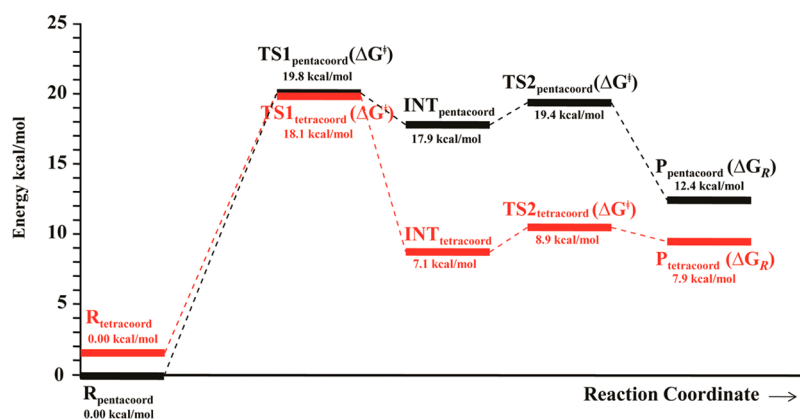 25
20
15
10
5
0
Energy kcal/mol
TS1pentacoord(ΔG‡)
19.8 kcal/mol
TS1tetracoord(ΔG‡)
18.1 kcal/mol
INTpentacoord
17.9 kcal/mol
TS2pentacoord(ΔG‡)
19.4 kcal/mol
Ppentacoord(ΔGR)
12.4 kcal/mol
INTtetracoord
7.1 kcal/mol
TS2tetracoord(ΔG‡)
8.9 kcal/mol
Ptetracoord(ΔGR)
7.9 kcal/mol
Rtetracoord
0.00 kcal/mol
Rpentacoord
0.00 kcal/mol
Reaction Coordinate →